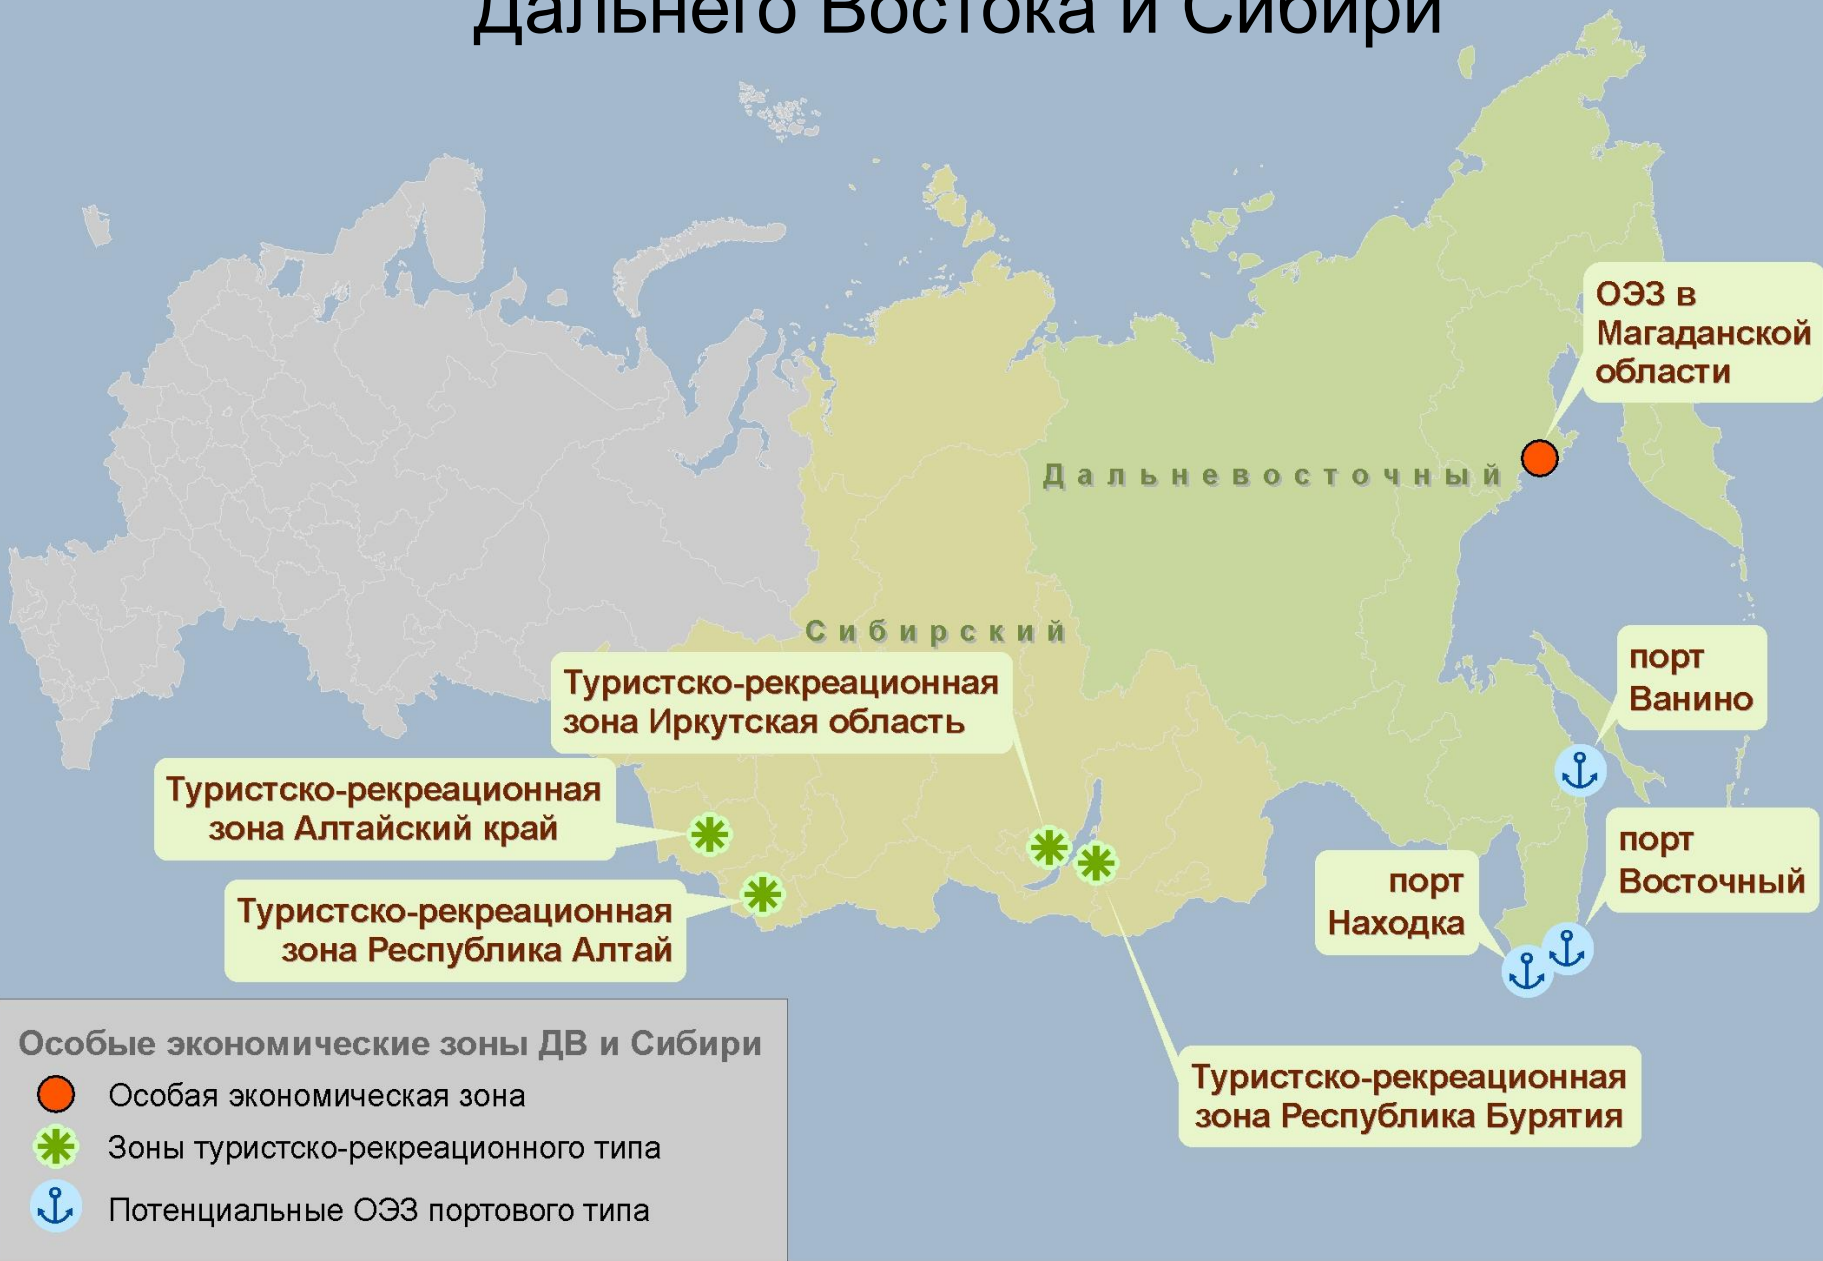 Дальнего Востока и Сибири
ОЭЗ в
Магаданской
области
Дальневосточный
Сибирский
порт
Ванино
Туристско-рекреационная
зона Иркутская область
Туристско-рекреационная
зона Алтайский край
порт
Восточный
порт
Находка
Туристско-рекреационная
зона Республика Алтай
Туристско-рекреационная
зона Республика Бурятия
Особые экономические зоны ДВ и Сибири
Особая экономическая зона
Зоны туристско-рекреационного типа
Потенциальные ОЭЗ портового типа